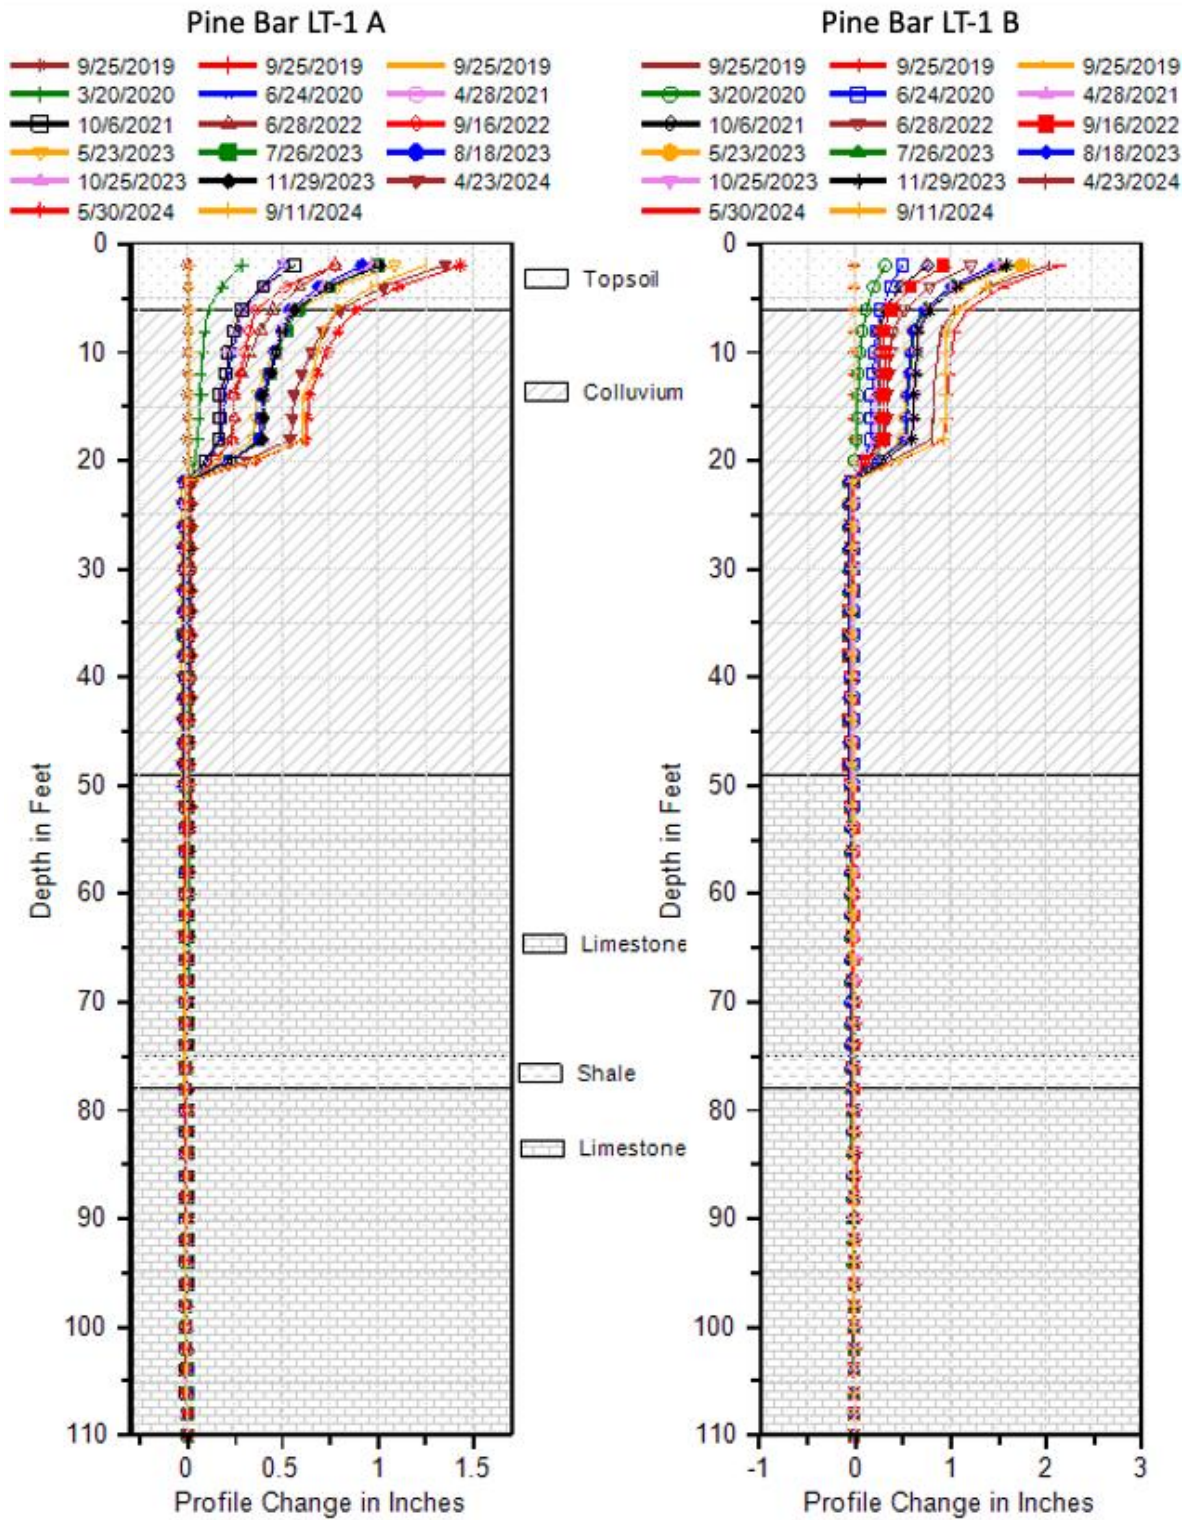 Pine Bar LT-1 A
9/25/2019 9/25/2019 9/25/2019
3/20/2020 6/24/2020 4/28/2021
10/6/2021 6/28/2022 9/16/2022
5/23/2023 7/26/2023 8/18/2023
10/25/2023 11/29/2023 4/23/2024
5/30/2024 9/11/2024
0
10
20
30
40
50
60
70
80
90
100
110
Depth in Feet
0 0.5 1 1.5
Profile Change in Inches
Topsoil
Colluvium
Limestone
Shale
Limestone
Pine Bar LT-1 B
9/25/2019 9/25/2019 9/25/2019
3/20/2020 6/24/2020 4/28/2021
10/6/2021 6/28/2022 9/16/2022
5/23/2023 7/26/2023 8/18/2023
10/25/2023 11/29/2023 4/23/2024
5/30/2024 9/11/2024
0
10
20
30
40
50
60
70
80
90
100
110
Depth in Feet
-1 0 1 2 3
Profile Change in Inches